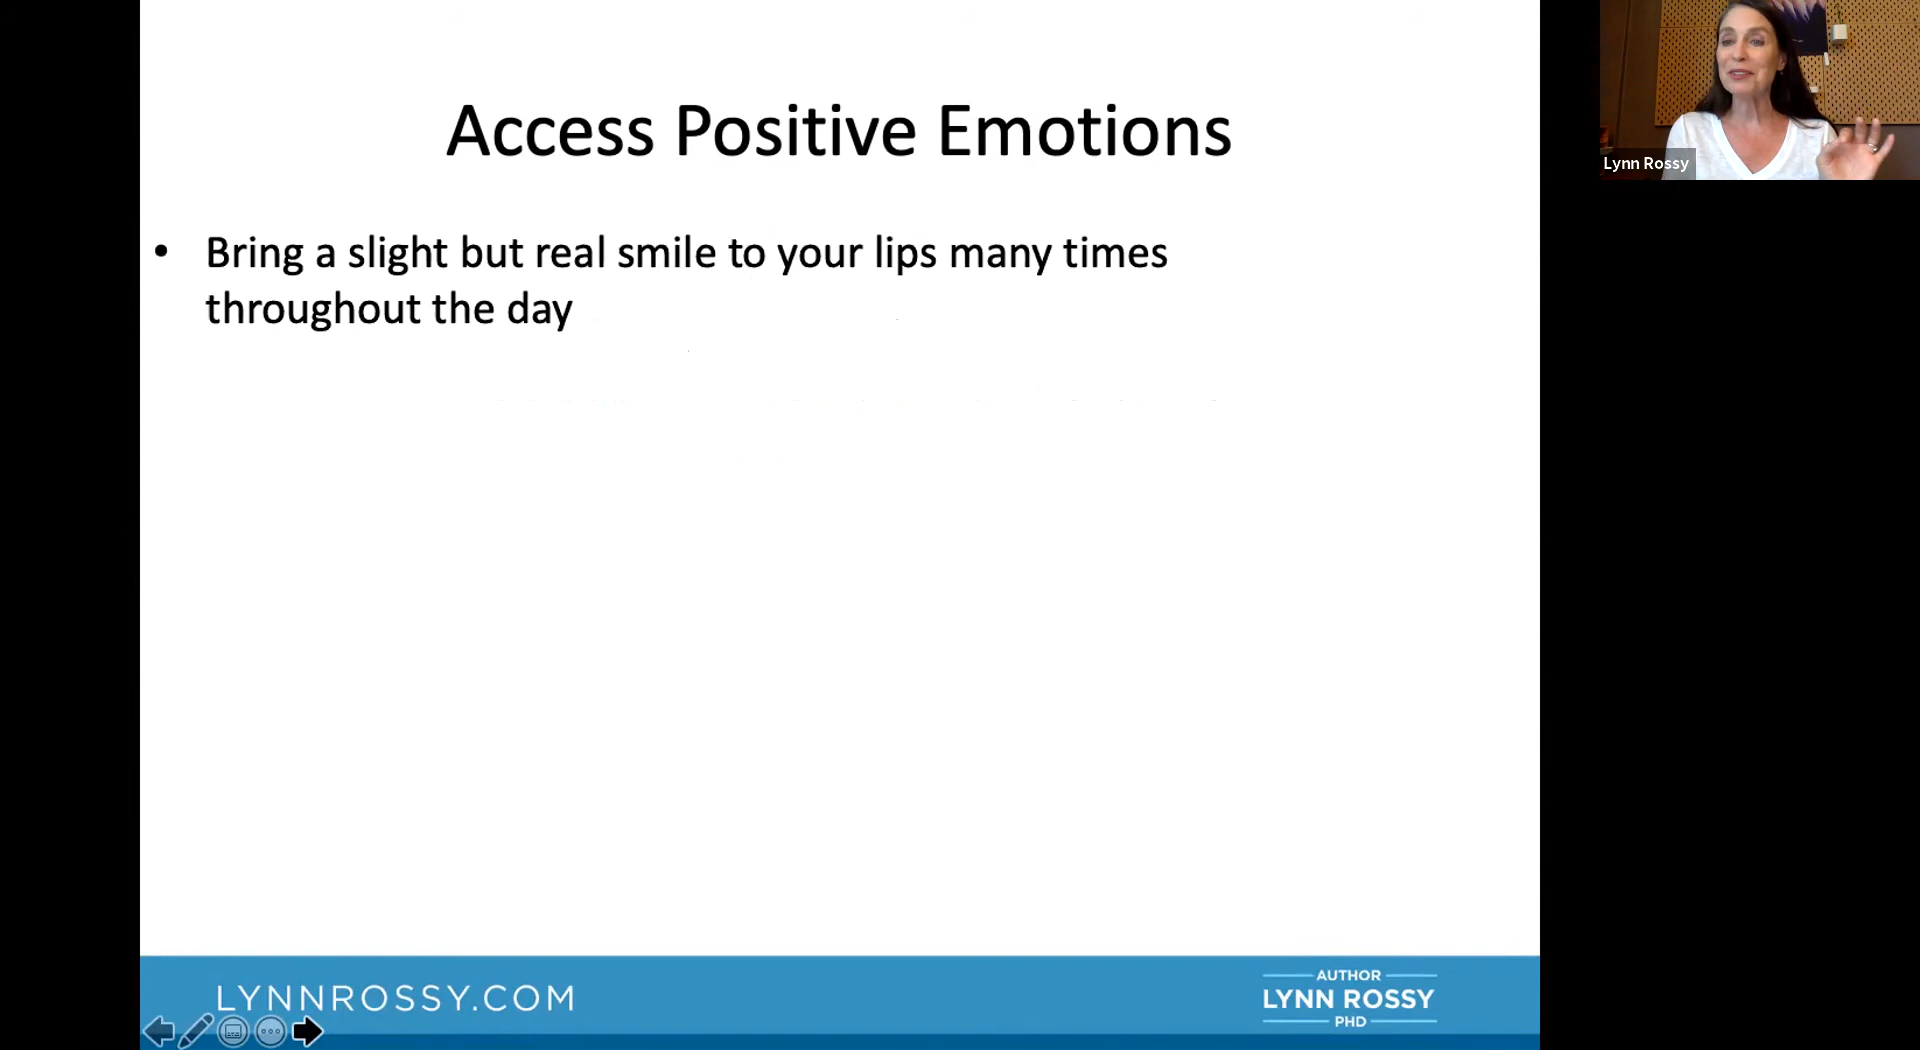 Access Positive Emotions
• Bring a slight but real smile to your lips many times
throughout the day
LYNNROSSY.COM
AUTHOR
LYNN ROSSY
PHD
Lynn Rossy